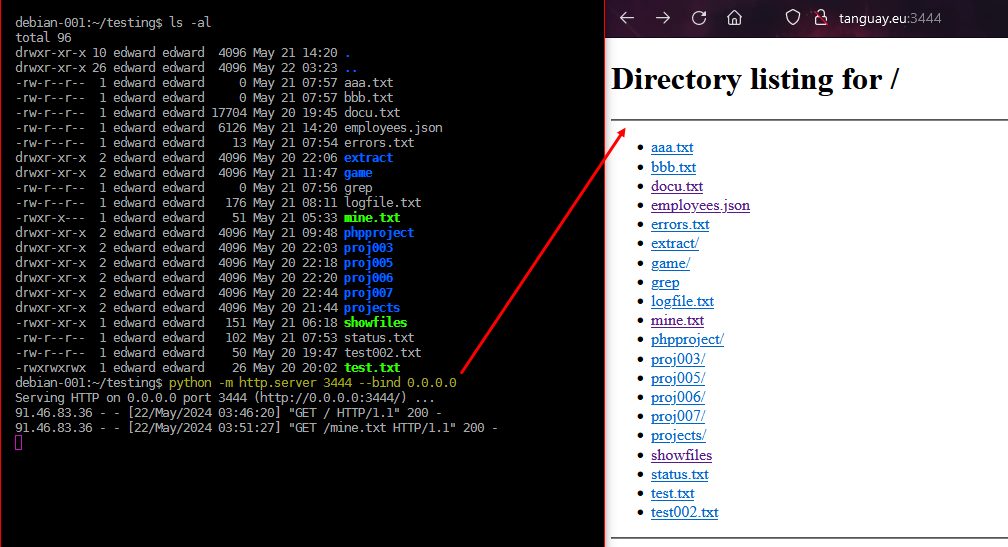 debian-001:~/testing$ ls -al
total 96
drwxr-xr-x 10 edward edward  4096 May 21 14:20 .
drwxr-xr-x 26 edward edward  4096 May 22 03:23 ..
-rw-r--r--  1 edward edward     0 May 21 07:57 aaa.txt
-rw-r--r--  1 edward edward     0 May 21 07:57 bbb.txt
-rw-r--r--  1 edward edward 17704 May 20 19:45 docu.txt
-rw-r--r--  1 edward edward  6126 May 21 14:20 employees.json
-rw-r--r--  1 edward edward    13 May 21 07:54 errors.txt
drwxr-xr-x  2 edward edward  4096 May 20 22:06 extract
drwxr-xr-x  2 edward edward  4096 May 21 11:47 game
-rw-r--r--  1 edward edward     0 May 21 07:56 grep
-rw-r--r--  1 edward edward   176 May 21 08:11 logfile.txt
-rwxr-x---  1 edward edward    51 May 21 05:33 mine.txt
drwxr-xr-x  2 edward edward  4096 May 21 09:48 phpproject
drwxr-xr-x  2 edward edward  4096 May 20 22:03 proj003
drwxr-xr-x  2 edward edward  4096 May 20 22:18 proj005
drwxr-xr-x  2 edward edward  4096 May 20 22:20 proj006
drwxr-xr-x  2 edward edward  4096 May 20 22:44 proj007
drwxr-xr-x  2 edward edward  4096 May 20 21:44 projects
-rwxr-xr-x  1 edward edward   151 May 21 06:18 showfiles
-rw-r--r--  1 edward edward   102 May 21 07:53 status.txt
-rw-r--r--  1 edward edward    50 May 20 19:47 test002.txt
-rwxrwxrwx  1 edward edward    26 May 20 20:02 test.txt
debian-001:~/testing$ python -m http.server 3444 --bind 0.0.0.0
Serving HTTP on 0.0.0.0 port 3444 (http://0.0.0.0:3444/) ...
91.46.83.36 - - [22/May/2024 03:46:20] "GET / HTTP/1.1" 200 -
91.46.83.36 - - [22/May/2024 03:51:27] "GET /mine.txt HTTP/1.1" 200 -
tanguay.eu:3444
Directory listing for /
aaa.txt
bbb.txt
docu.txt
employees.json
errors.txt
extract/
game/
grep
logfile.txt
mine.txt
phpproject/
proj003/
proj005/
proj006/
proj007/
projects/
showfiles
status.txt
test.txt
test002.txt